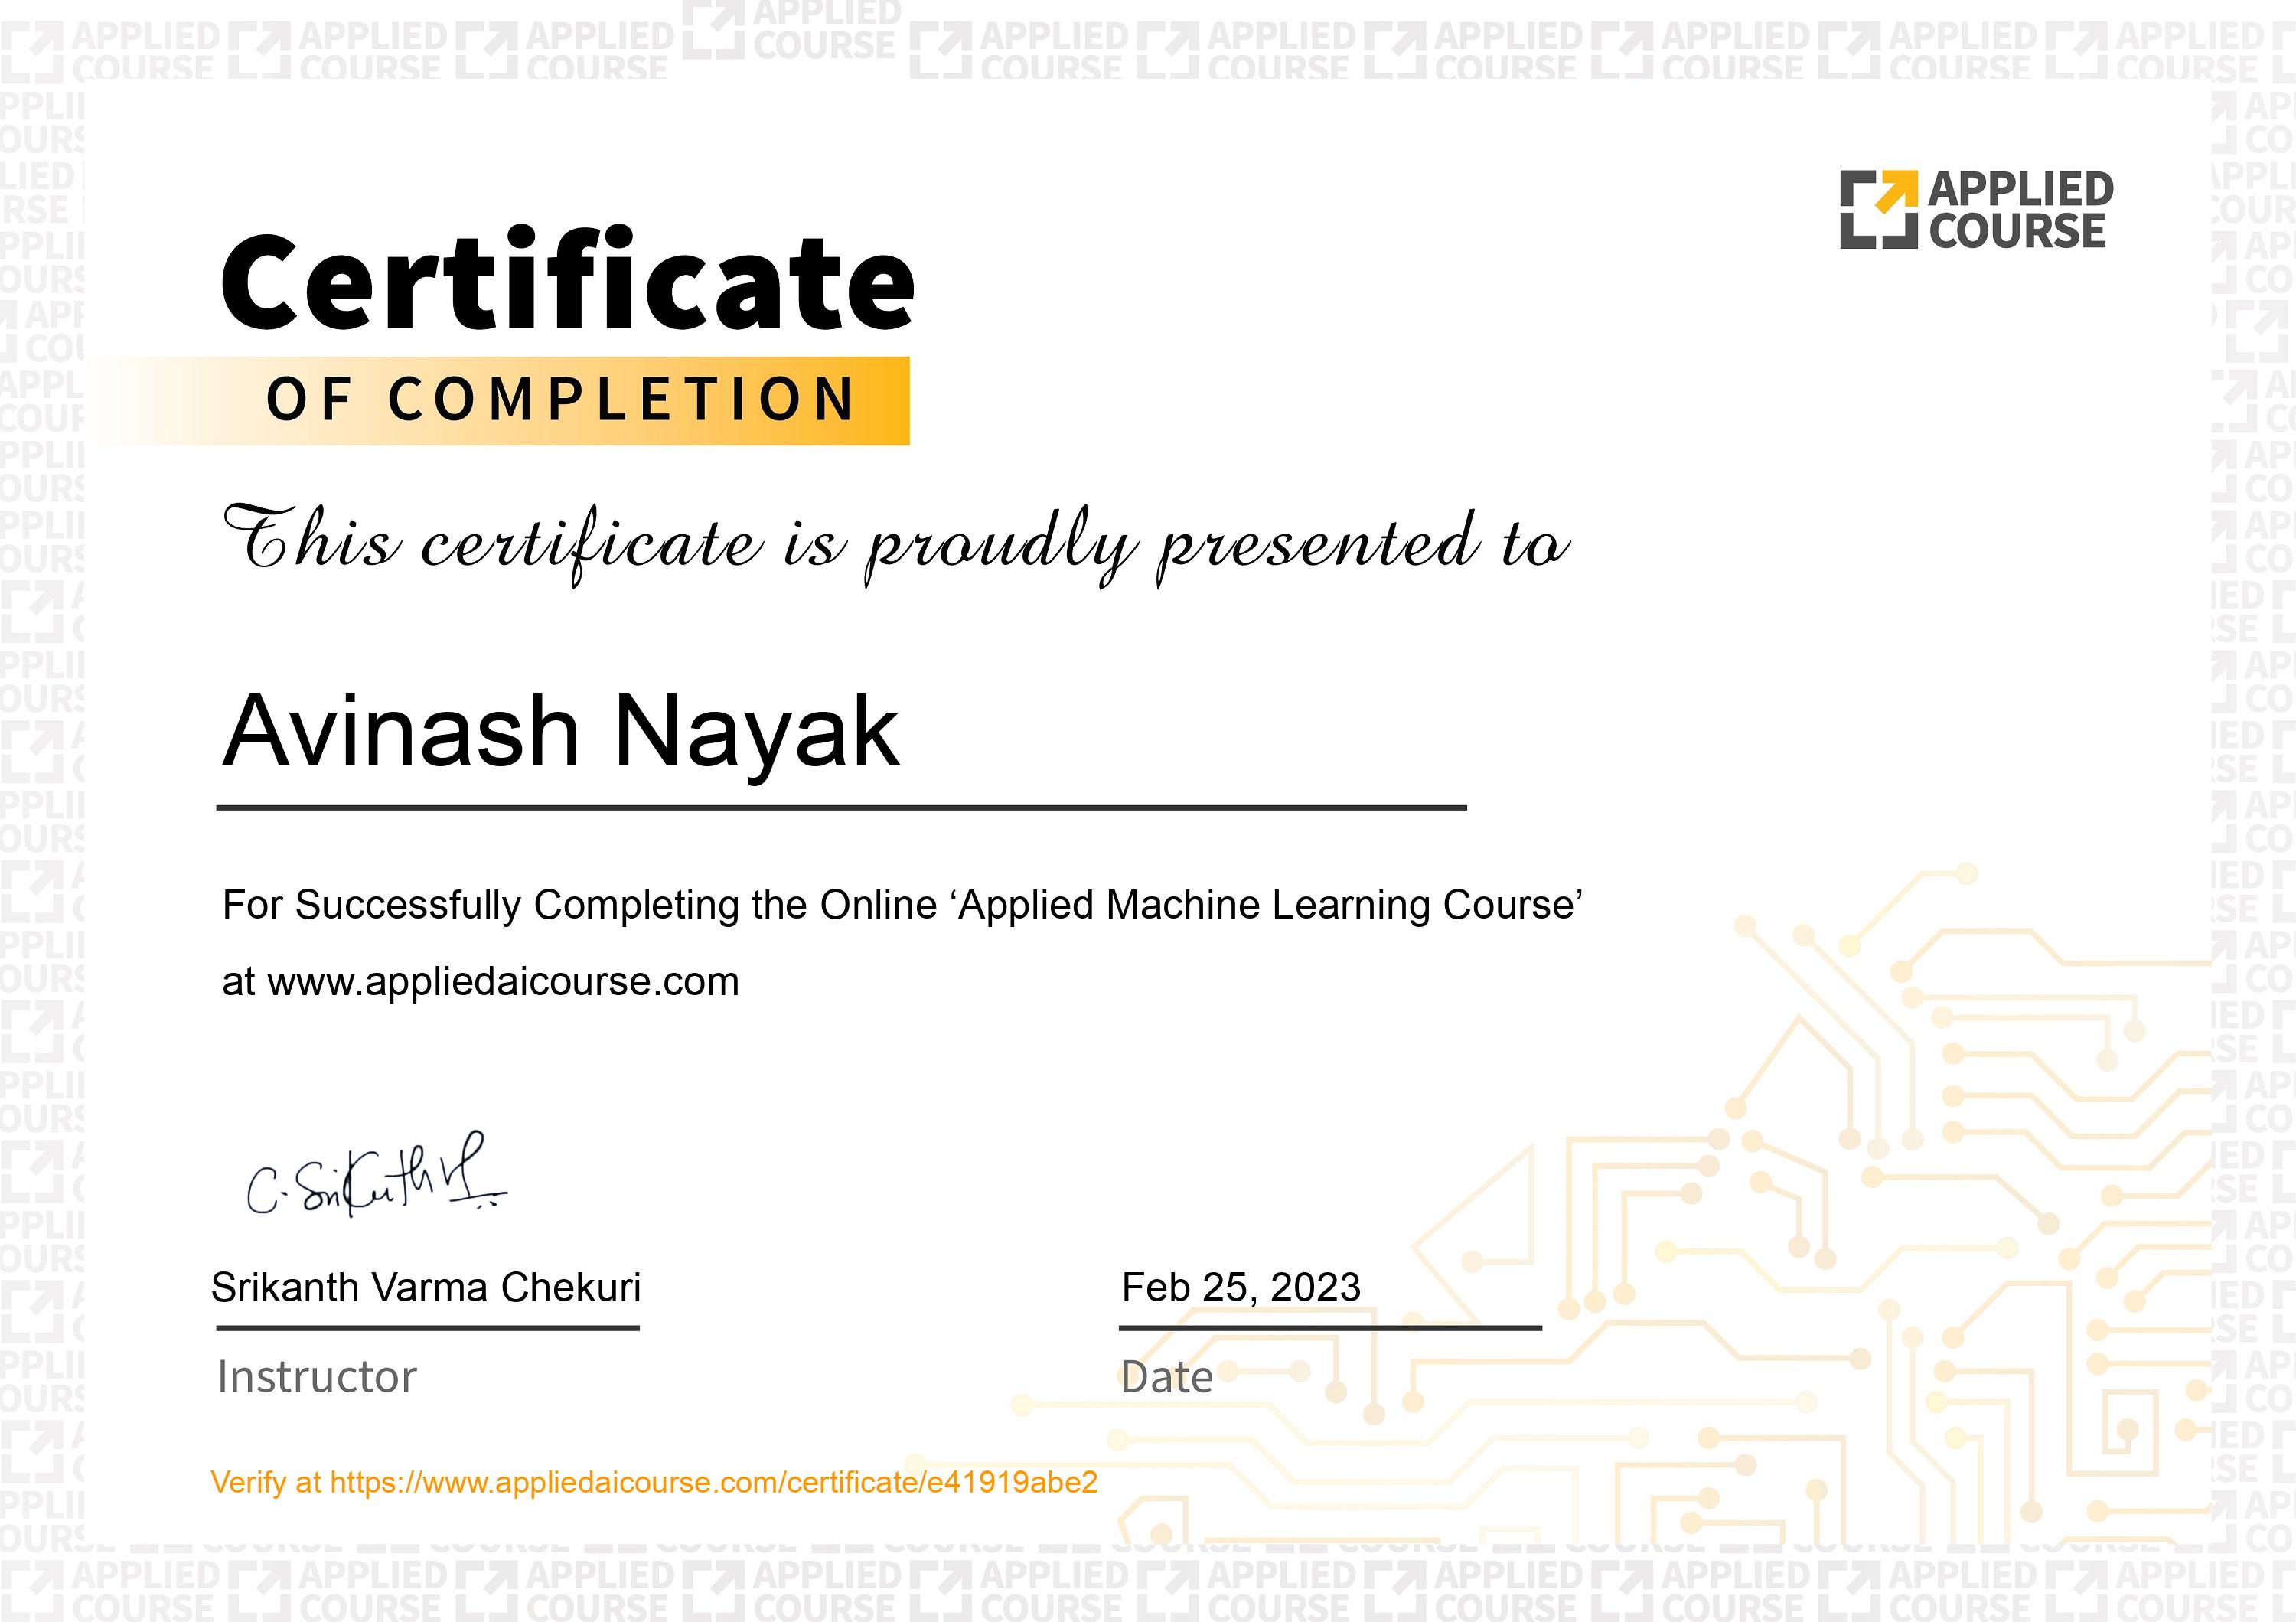 APPLIED
COURSE
Certificate
OF COMPLETION
This certificate is proudly presented to
Avinash Nayak
For Successfully Completing the Online ‘Applied Machine Learning Course’
at www.appliedaicourse.com
C. Srikanth V
Srikanth Varma Chekuri
Feb 25, 2023
Instructor
Date
Verify at https://www.appliedaicourse.com/certificate/e41919abe2